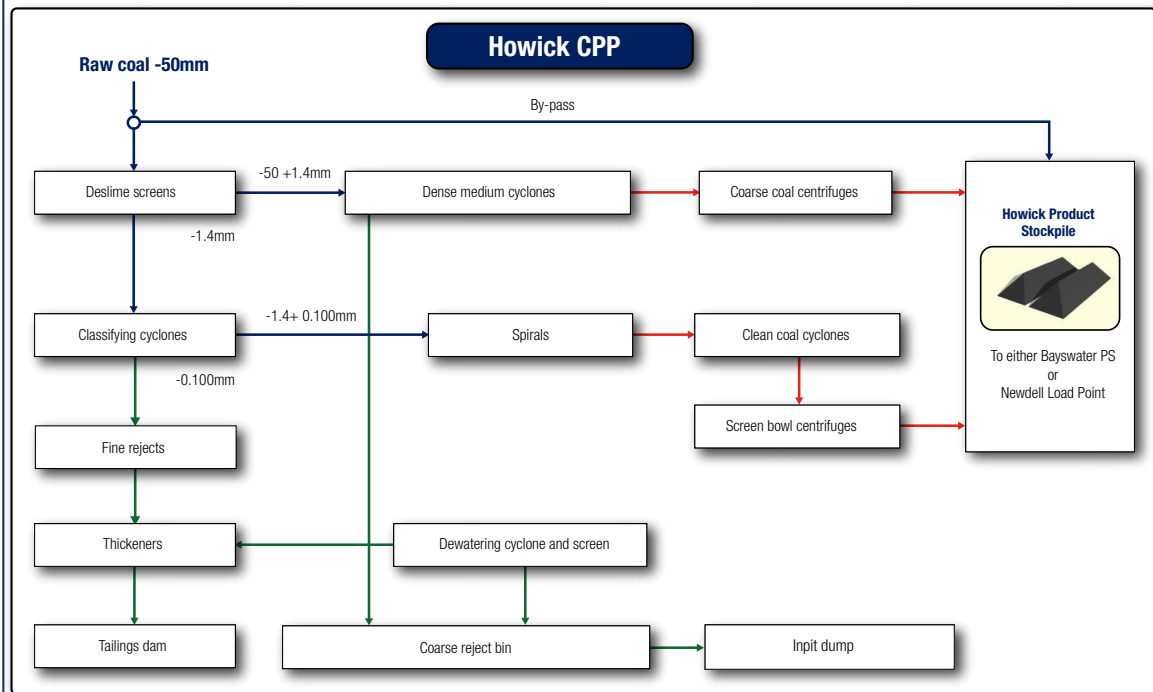 Howick CPP
Raw coal -50mm
By-pass
Deslime screens
-50 +1.4mm
Dense medium cyclones
Coarse coal centrifuges
Howick Product
Stockpile
-1.4mm
Classifying cyclones
-1.4+ 0.100mm
Spirals
Clean coal cyclones
To either Bayswater PS
or
Newdell Load Point
-0.100mm
Screen bowl centrifuges
Fine rejects
Thickeners
Dewatering cyclone and screen
Tailings dam
Coarse reject bin
Inpit dump